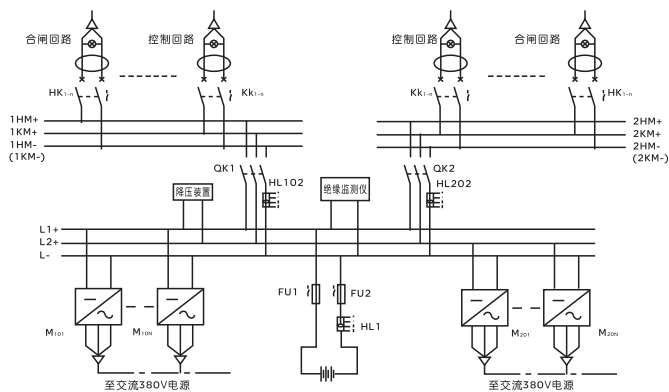 合闸回路 控制回路 控制回路 合闸回路
HK1-n Kk1-n Kk1-n HK1-n
1HM+ 2HM+
1KM+ 2KM+
1HM- 2HM-
(1KM-) (2KM-)
QK1 QK2
HL102 HL202
降压装置 绝缘监测仪
L1+
L2+
L-
FU1 FU2
HL1
M101 M10N M201 M20N
至交流380V电源 至交流380V电源